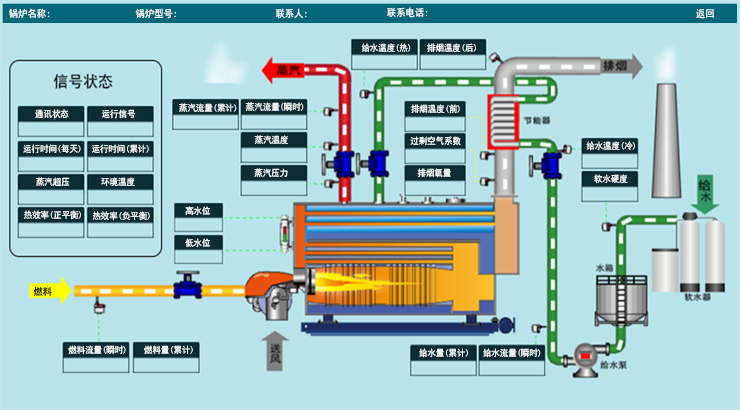 锅炉名称:
锅炉型号:
联系人:
联系电话:
返回
给水温度(热)
排烟温度(后)
蒸汽
排烟
信号状态
通讯状态
运行信号
运行时间(每天)
运行时间(累计)
蒸汽超压
环境温度
热效率(正平衡)
热效率(负平衡)
蒸汽流量(累计)
蒸汽流量(瞬时)
蒸汽温度
蒸汽压力
排烟温度(前)
过剩空气系数
排烟氧量
节能器
给水温度(冷)
软水硬度
给水
高水位
低水位
水箱
软水器
燃料
送风
燃料流量(瞬时)
燃料量(累计)
给水量(累计)
给水流量(瞬时)
给水泵